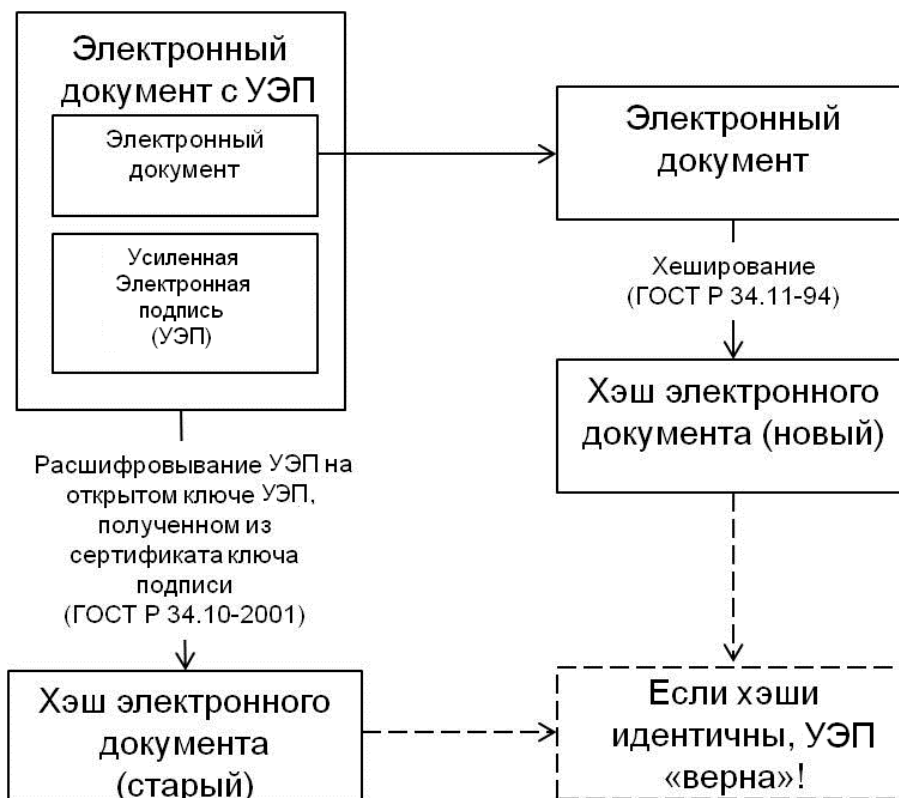 Электронный
документ с УЭП
Электронный
документ
Усиленная
Электронная
подпись
(УЭП)
Расшифровывание УЭП на
открытом ключе УЭП,
полученном из
сертификата ключа
подписи
(ГОСТ Р 34.10-2001)
Хэш электронного
документа
(старый)
Электронный
документ
Хеширование
(ГОСТ Р 34.11-94)
Хэш электронного
документа (новый)
Если хэши
идентичны, УЭП
«верна»!